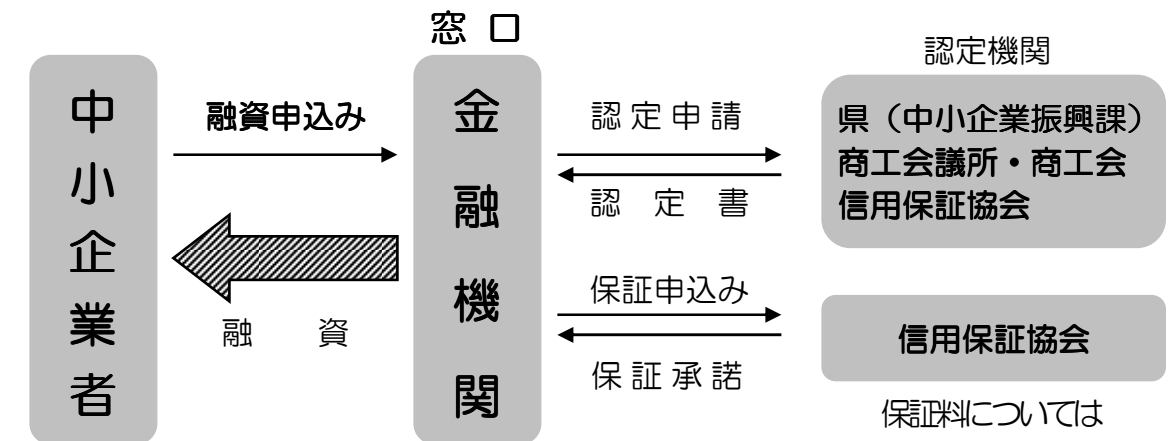 窓口
中小企業者
融資申込み
融資
金融機関
認定申請
認定書
保証申込み
保証承諾
認定機関
県（中小企業振興課）
商工会議所・商工会
信用保証協会
信用保証協会
保証料については